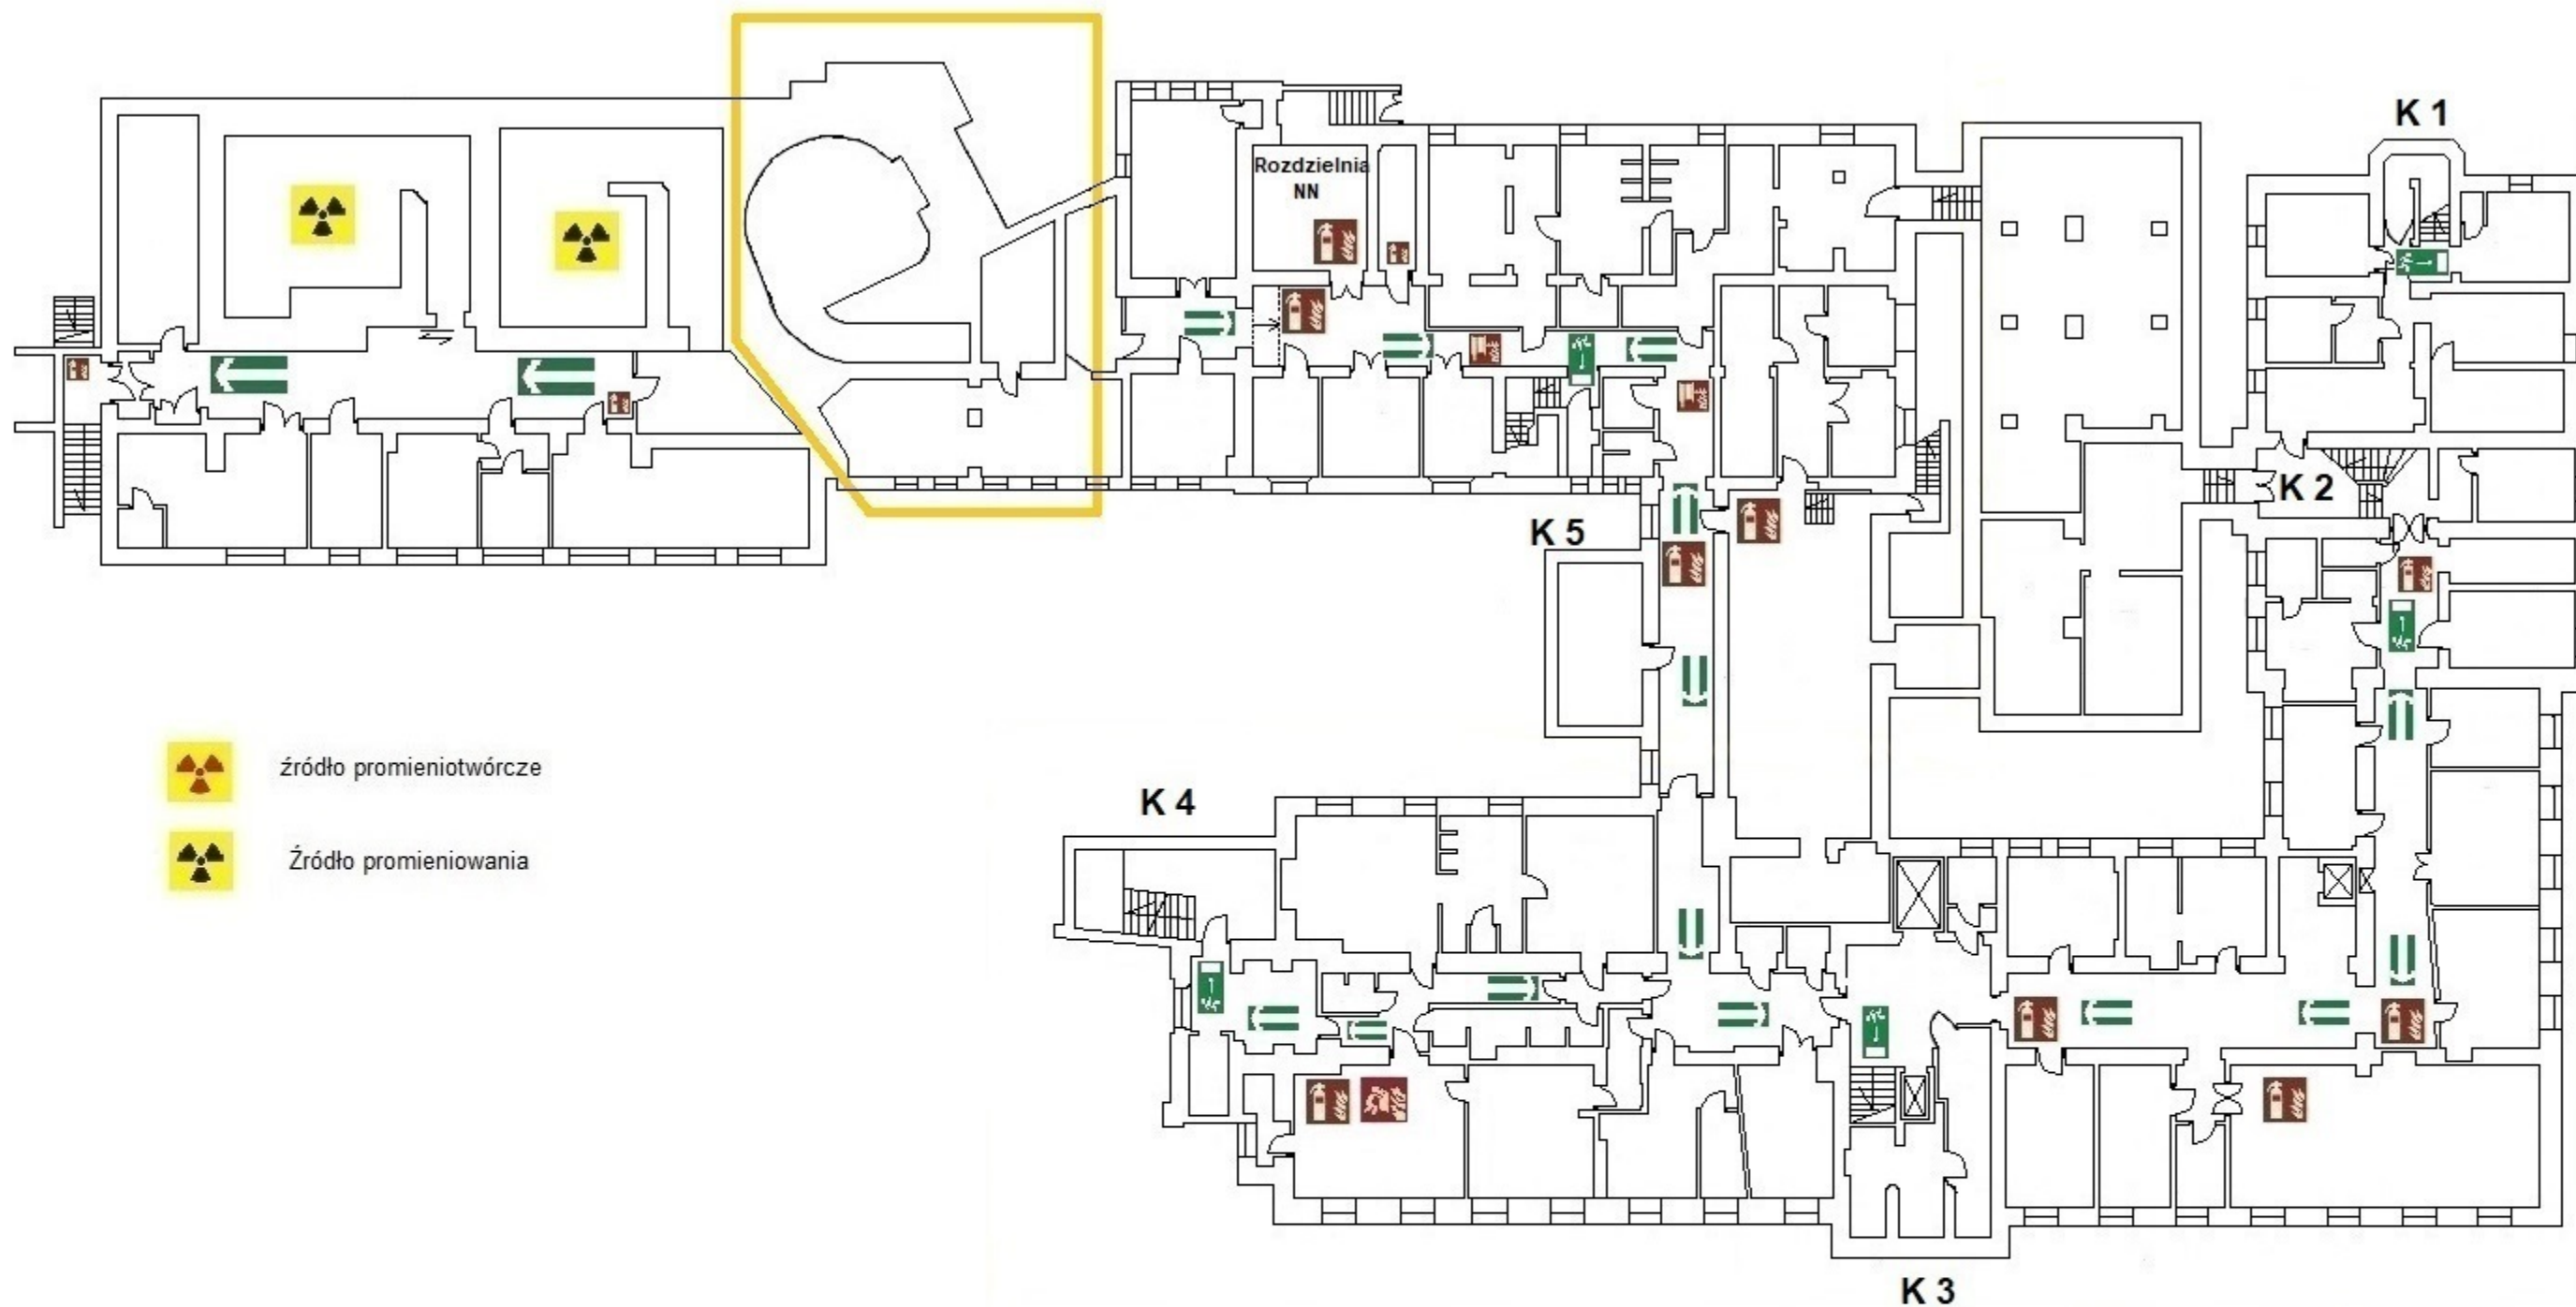 K 1
Rozdzielnia
NN
K 2
K 5
źródło promieniotwórcze
K 4
Źródło promieniowania
K 3